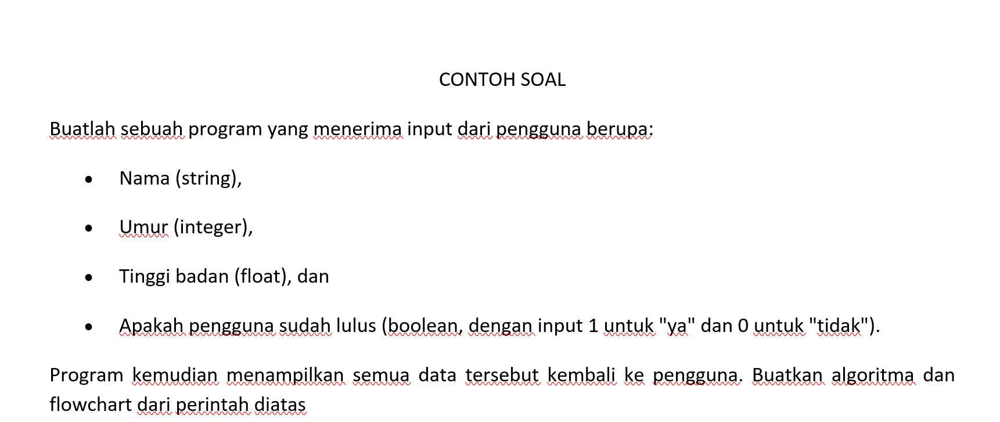 CONTOH SOAL
Buatlah sebuah program yang menerima input dari pengguna berupa:
• Nama (string),
• Umur (integer),
• Tinggi badan (float), dan
• Apakah pengguna sudah lulus (boolean, dengan input 1 untuk "ya" dan 0 untuk "tidak").
Program kemudian menampilkan semua data tersebut kembali ke pengguna. Buatkan algoritma dan
flowchart dari perintah diatas